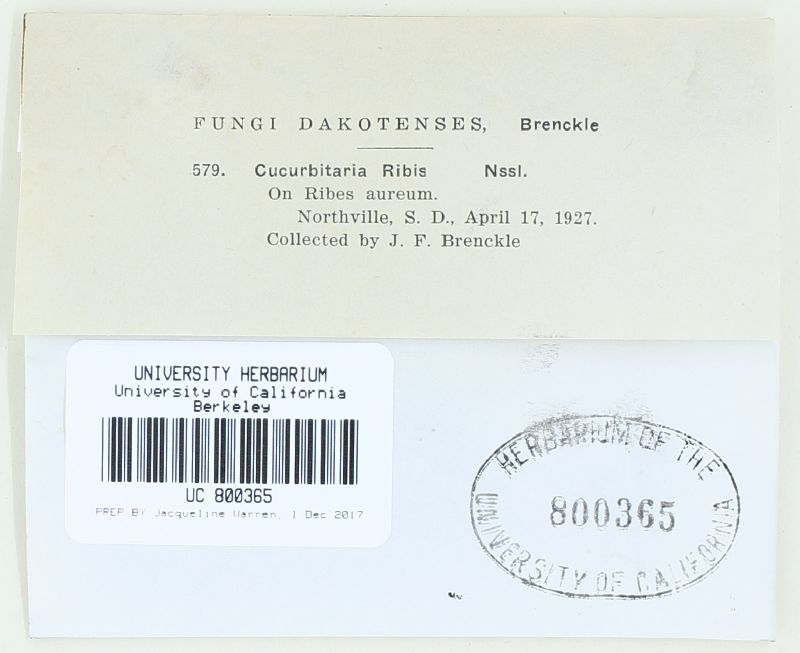 FUNGI DAKOTENSES, Brenckle
579. Cucurbitaria Ribis Nssl.
On Ribes aureum.
Northville, S. D., April 17, 1927.
Collected by J. F. Brenckle
UNIVERSITY HERBARIUM
University of California
Berkeley
UC 800365
PREP BY Jacqueline Warren, 1 Dec 2017
HERBARIUM OF THE
800365
UNIVERSITY OF CALIFORNIA